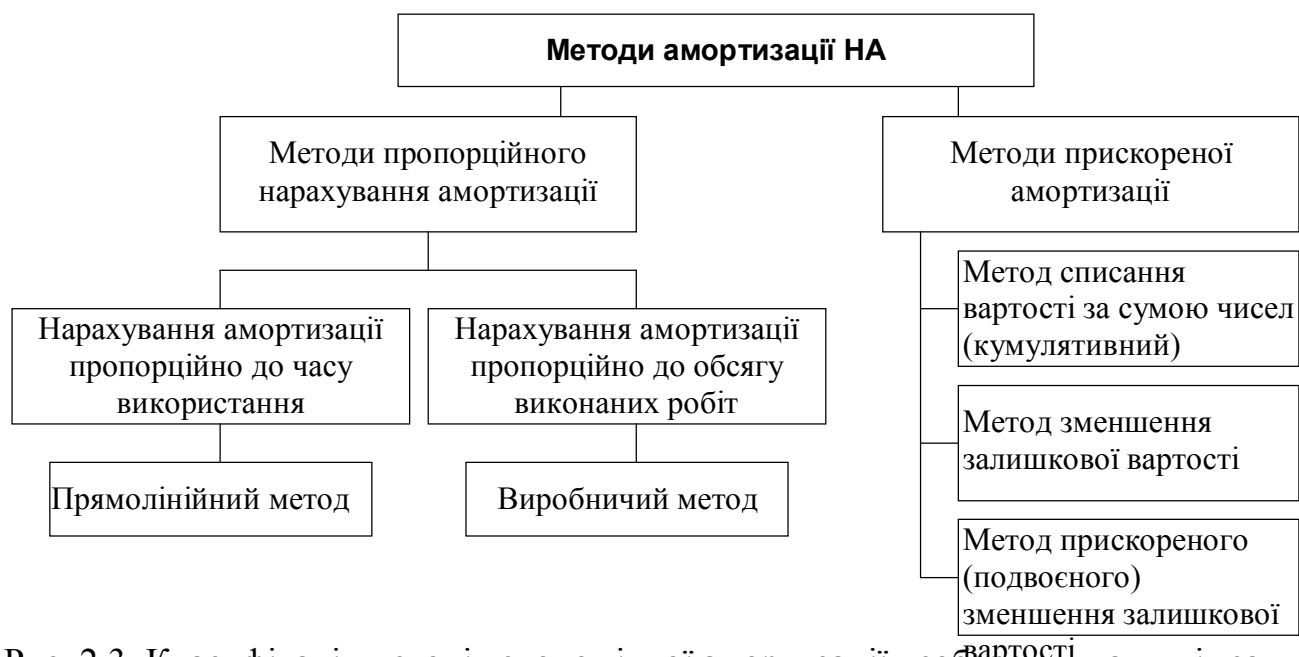 Методи амортизації НА
Методи пропорційного
нарахування амортизації
Методи прискореної
амортизації
Нарахування амортизації
пропорційно до часу
використання
Нарахування амортизації
пропорційно до обсягу
виконаних робіт
Прямолінійний метод
Виробничий метод
Метод списання
вартості за сумою чисел
(кумулятивний)
Метод зменшення
залишкової вартості
Метод прискореного
(подвоєного)
зменшення залишкової
вартості